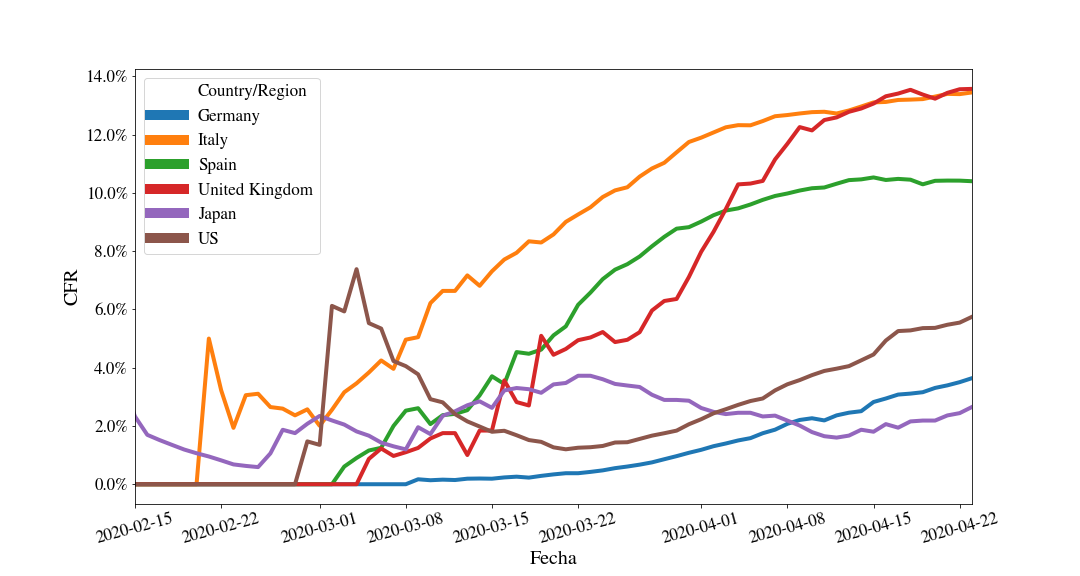 14.0%
12.0%
10.0%
8.0%
6.0%
4.0%
2.0%
0.0%
CFR
Country/Region
Germany
Italy
Spain
United Kingdom
Japan
US
2020-02-15
2020-02-22
2020-03-01
2020-03-08
2020-03-15
2020-03-22
2020-04-01
2020-04-08
2020-04-15
2020-04-22
Fecha